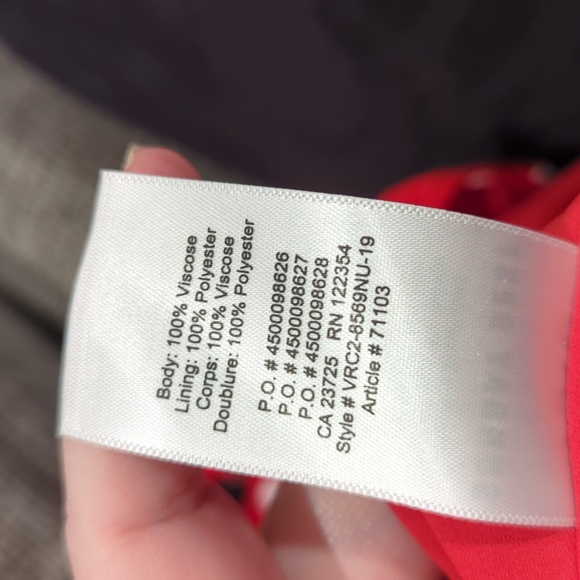 Body: 100% Viscose
Lining: 100% Polyester
Corps: 100% Viscose
Doublure: 100% Polyester
P.O. # 4500098626
P.O. # 4500098627
P.O. # 4500098628
CA 23725 RN 122354
Style # VRC2-8569NU-19
Article # 71103